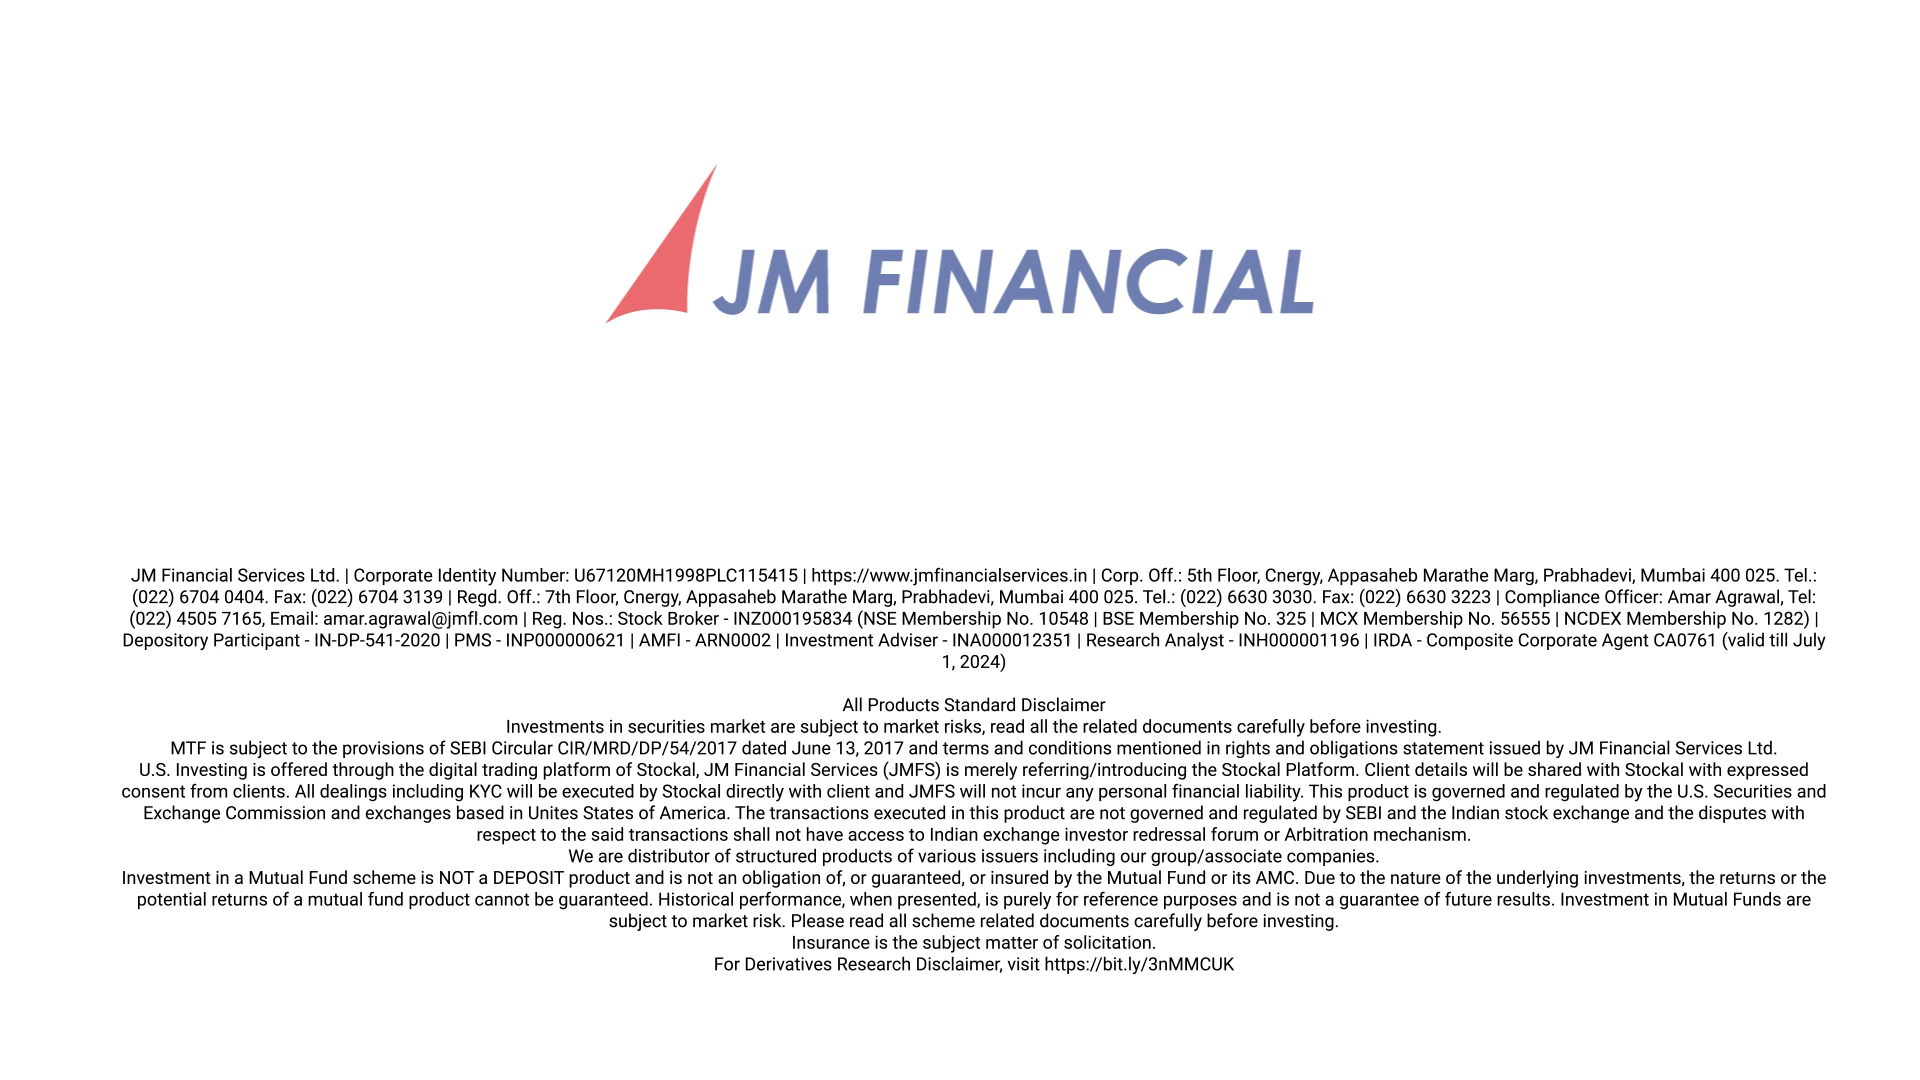 JM FINANCIAL
JM Financial Services Ltd. | Corporate Identity Number: U67120MH1998PLC115415 | https://www.jmfinancialservices.in | Corp. Off.: 5th Floor, Cnergy, Appasaheb Marathe Marg, Prabhadevi, Mumbai 400 025. Tel.:
(022) 6704 0404. Fax: (022) 6704 3139 | Regd. Off.: 7th Floor, Cnergy, Appasaheb Marathe Marg, Prabhadevi, Mumbai 400 025. Tel.: (022) 6630 3030. Fax: (022) 6630 3223 | Compliance Officer: Amar Agrawal, Tel:
(022) 4505 7165, Email: amar.agrawal@jmfl.com | Reg. Nos.: Stock Broker - INZ000195834 (NSE Membership No. 10548 | BSE Membership No. 325 | MCX Membership No. 56555 | NCDEX Membership No. 1282) |
Depository Participant - IN-DP-541-2020 | PMS - INP000000621 | AMFI - ARN0002 | Investment Adviser - INA000012351 | Research Analyst - INH000001196 | IRDA - Composite Corporate Agent CA0761 (valid till July
1, 2024)
All Products Standard Disclaimer
Investments in securities market are subject to market risks, read all the related documents carefully before investing.
MTF is subject to the provisions of SEBI Circular CIR/MRD/DP/54/2017 dated June 13, 2017 and terms and conditions mentioned in rights and obligations statement issued by JM Financial Services Ltd.
U.S. Investing is offered through the digital trading platform of Stockal, JM Financial Services (JMFS) is merely referring/introducing the Stockal Platform. Client details will be shared with Stockal with expressed
consent from clients. All dealings including KYC will be executed by Stockal directly with client and JMFS will not incur any personal financial liability. This product is governed and regulated by the U.S. Securities and
Exchange Commission and exchanges based in Unites States of America. The transactions executed in this product are not governed and regulated by SEBI and the Indian stock exchange and the disputes with
respect to the said transactions shall not have access to Indian exchange investor redressal forum or Arbitration mechanism.
We are distributor of structured products of various issuers including our group/associate companies.
Investment in a Mutual Fund scheme is NOT a DEPOSIT product and is not an obligation of, or guaranteed, or insured by the Mutual Fund or its AMC. Due to the nature of the underlying investments, the returns or the
potential returns of a mutual fund product cannot be guaranteed. Historical performance, when presented, is purely for reference purposes and is not a guarantee of future results. Investment in Mutual Funds are
subject to market risk. Please read all scheme related documents carefully before investing.
Insurance is the subject matter of solicitation.
For Derivatives Research Disclaimer, visit https://bit.ly/3nMMCUK